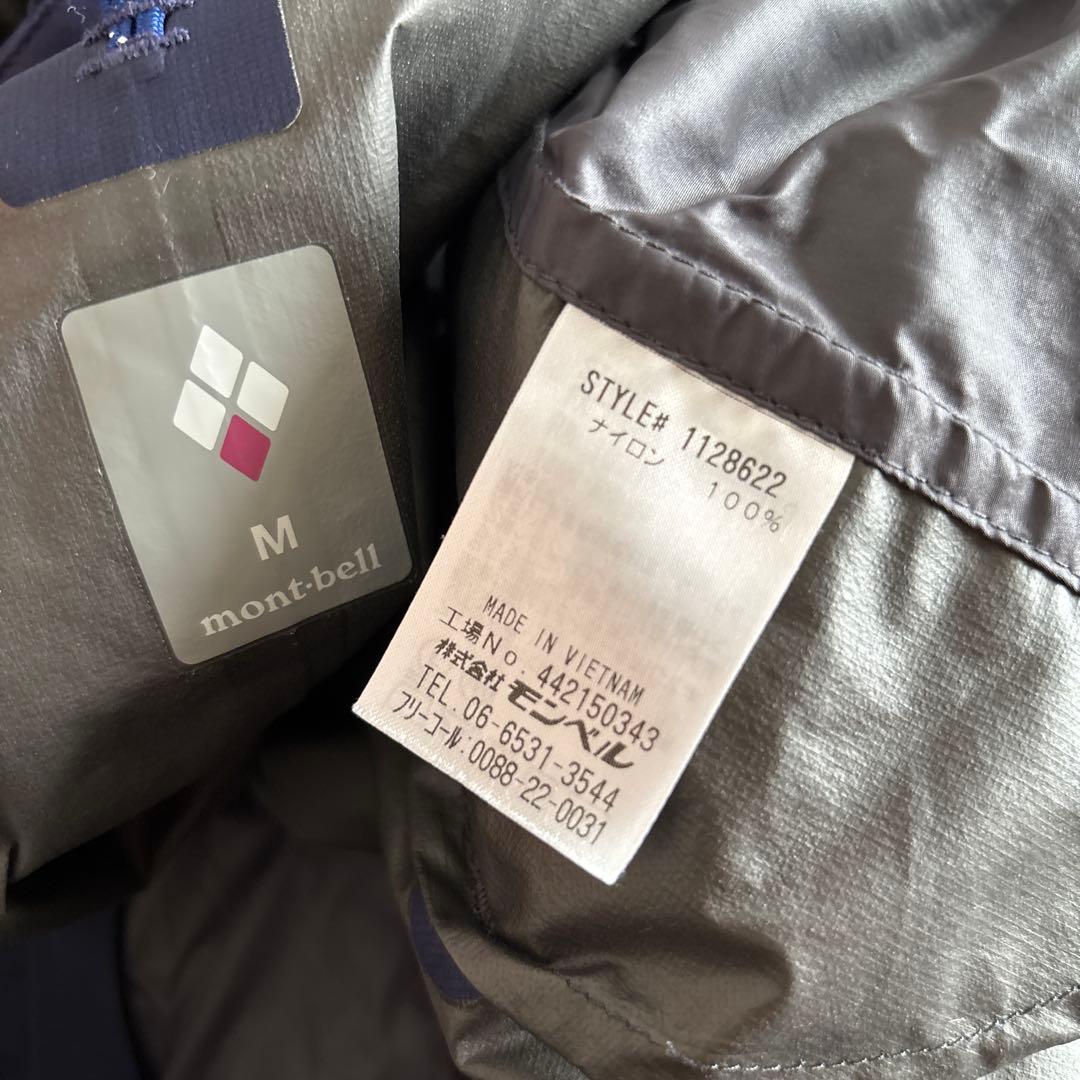 M
mont·bell
STYLE# 1128622
ナイロン 100%
MADE IN VIETNAM
工場No. 442150343
株式会社 モンベル
TEL. 06-6531-3544
フリーコール:0088-22-0031